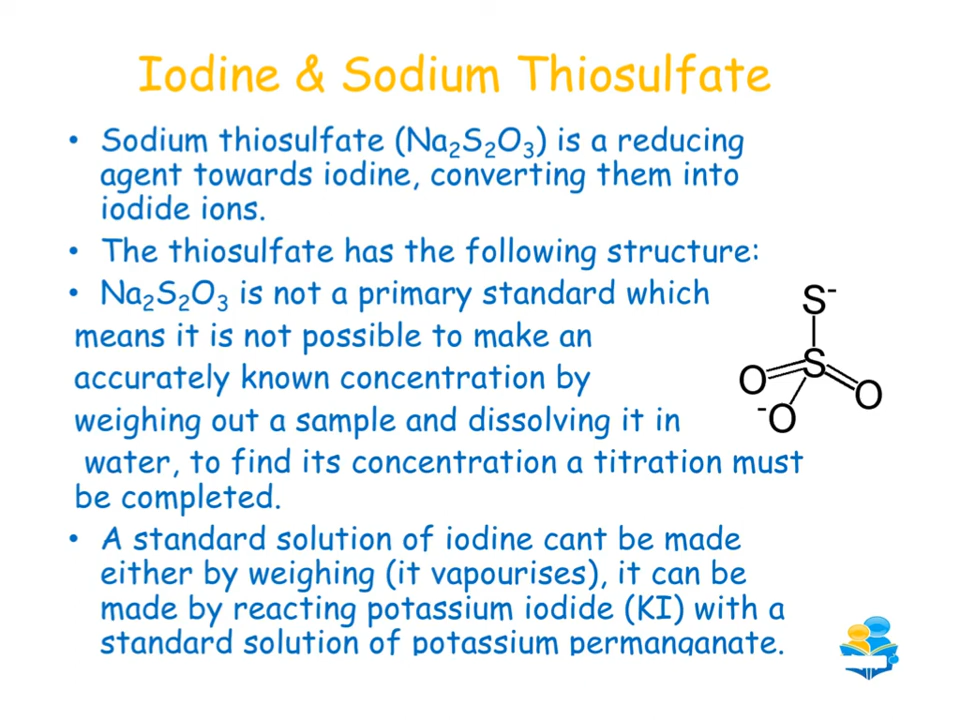 Iodine & Sodium Thiosulfate
• Sodium thiosulfate (Na₂S₂O₃) is a reducing
agent towards iodine, converting them into
iodide ions.
• The thiosulfate has the following structure:
• Na₂S₂O₃ is not a primary standard which
means it is not possible to make an
accurately known concentration by
weighing out a sample and dissolving it in
water, to find its concentration a titration must
be completed.
• A standard solution of iodine cant be made
either by weighing (it vapourises), it can be
made by reacting potassium iodide (KI) with a
standard solution of potassium permanganate.
S⁻
S
O
O
⁻O